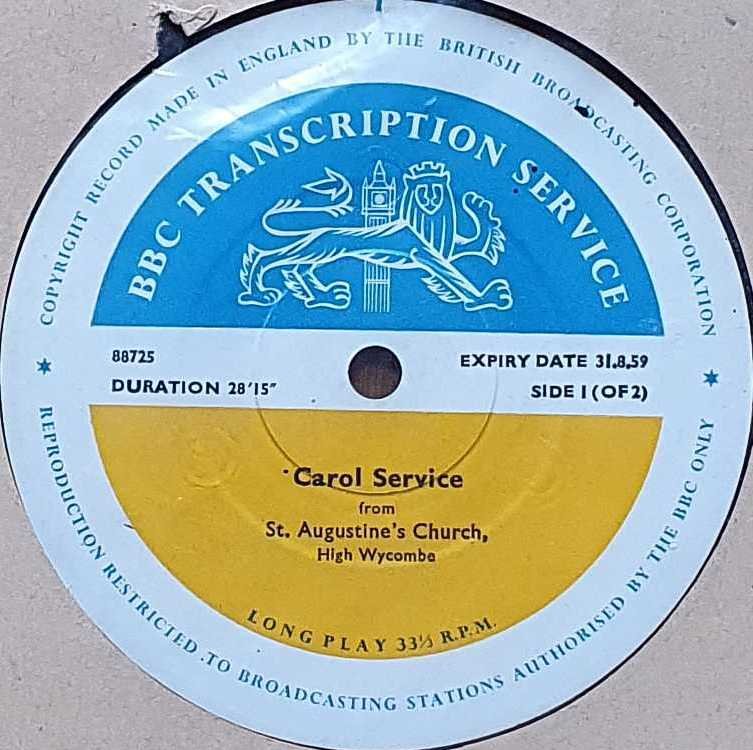 COPYRIGHT RECORD MADE IN ENGLAND BY THE BRITISH BROADCASTING CORPORATION
BBC TRANSCRIPTION SERVICE
88725
EXPIRY DATE 31.8.59
DURATION 28'15"
SIDE 1 (OF 2)
Carol Service
from
St. Augustine's Church,
High Wycombe
LONG PLAY 33⅓ R.P.M.
REPRODUCTION RESTRICTED TO BROADCASTING STATIONS AUTHORISED BY THE BBC ONLY